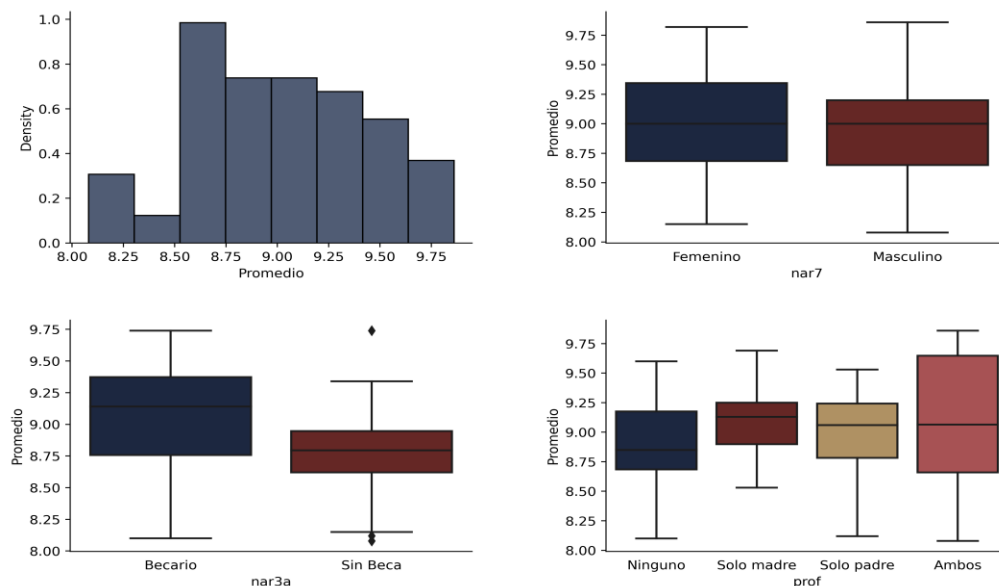 1.0
0.8
0.6
0.4
0.2
0.0
Density
8.00 8.25 8.50 8.75 9.00 9.25 9.50 9.75
Promedio
9.75
9.50
9.25
9.00
8.75
8.50
8.25
8.00
Promedio
Femenino Masculino
nar7
9.75
9.50
9.25
9.00
8.75
8.50
8.25
8.00
Promedio
Becario Sin Beca
nar3a
9.75
9.50
9.25
9.00
8.75
8.50
8.25
8.00
Promedio
Ninguno Solo madre Solo padre Ambos
prof